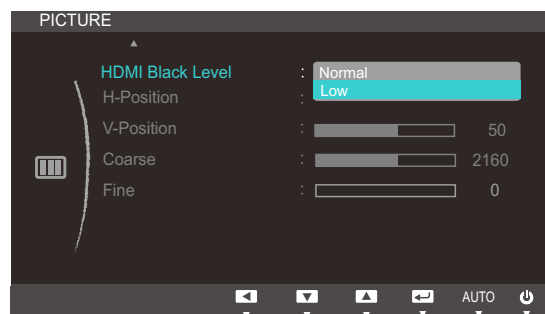 PICTURE
HDMI Black Level : Normal
Low
H-Position :
V-Position : 50
Coarse : 2160
Fine : 0
AUTO